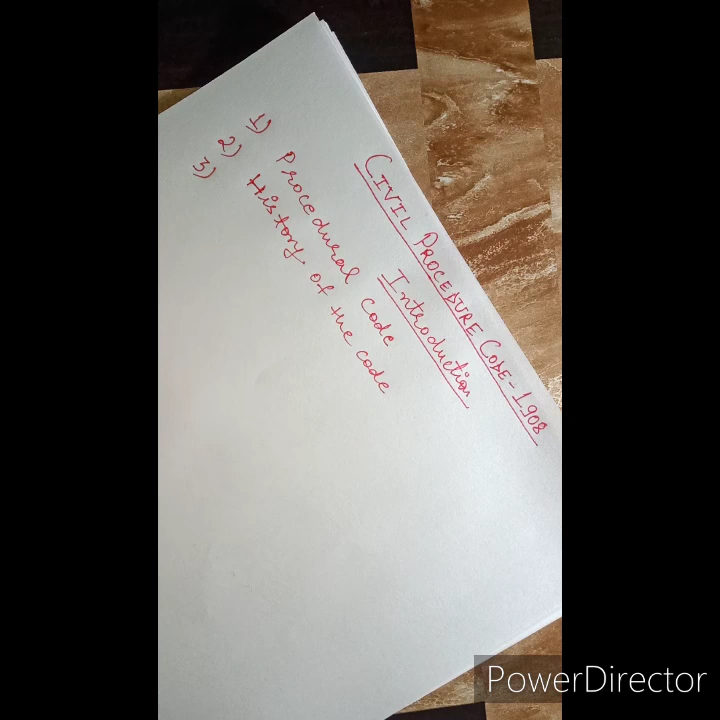 CIVIL PROCEDURE CODE - 1908
Introduction
1) Procedural code
2) History of the code
3)
PowerDirector